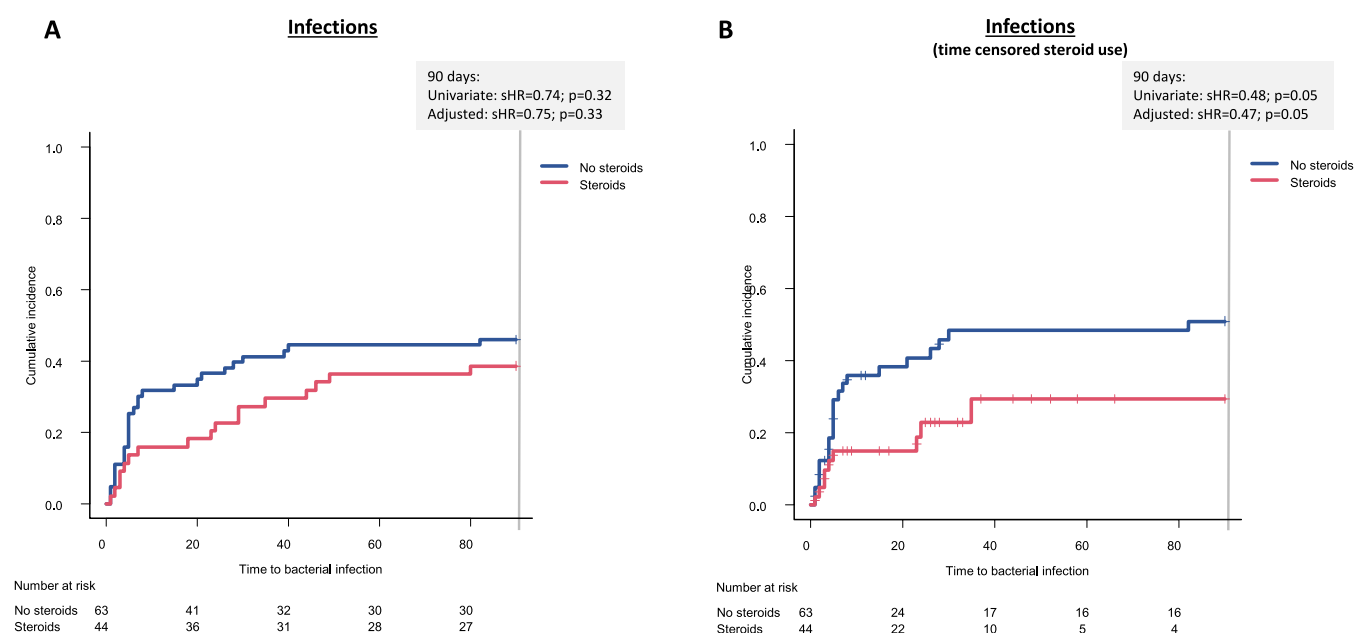 A
Infections
90 days:
Univariate: sHR=0.74; p=0.32
Adjusted: sHR=0.75; p=0.33
No steroids
Steroids
1.0
0.8
0.6
0.4
0.2
0.0
Cumulative incidence
0 20 40 60 80
Time to bacterial infection
Number at risk
No steroids 63 41 32 30 30
Steroids 44 36 31 28 27
B
Infections
(time censored steroid use)
90 days:
Univariate: sHR=0.48; p=0.05
Adjusted: sHR=0.47; p=0.05
No steroids
Steroids
1.0
0.8
0.6
0.4
0.2
0.0
Cumulative incidence
0 20 40 60 80
Time to bacterial infection
Number at risk
No steroids 63 24 17 16 16
Steroids 44 22 10 5 4